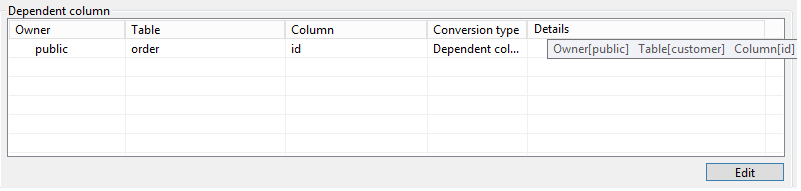 Dependent column
Owner Table Column Conversion type Details
public order id Dependent col... Owner[public] Table[customer] Column[id]
Edit